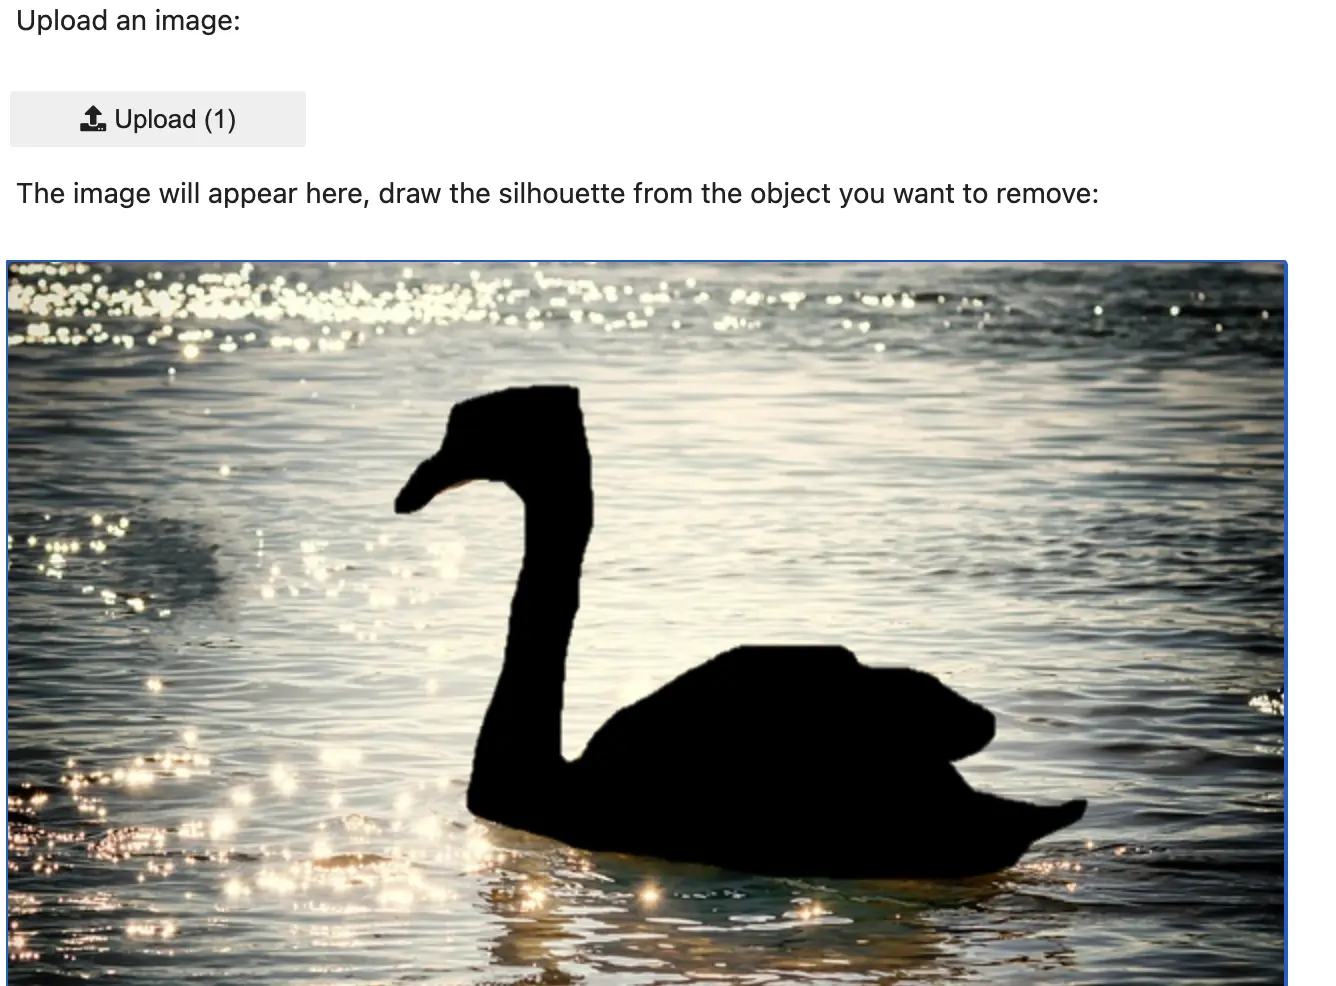 Upload an image:
Upload (1)
The image will appear here, draw the silhouette from the object you want to remove: